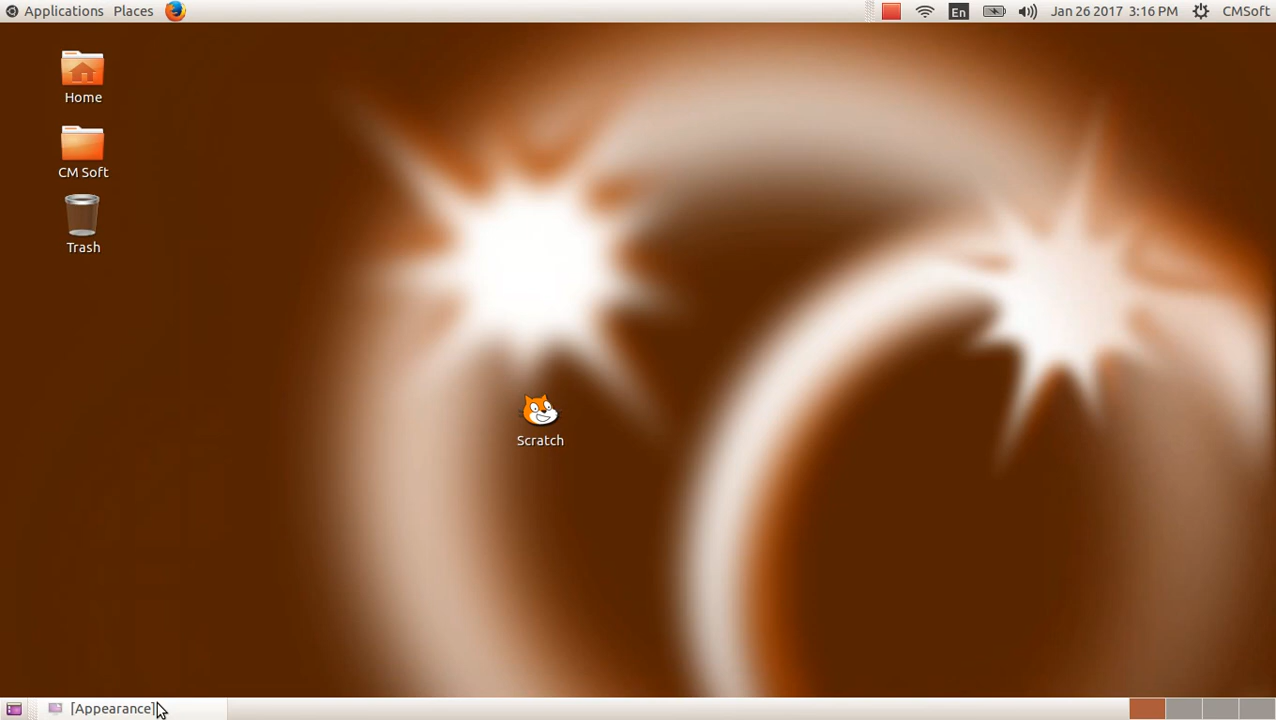 Applications Places En Jan 26 2017 3:16 PM CMSoft
Home
CM Soft
Trash
Scratch
[Appearance]